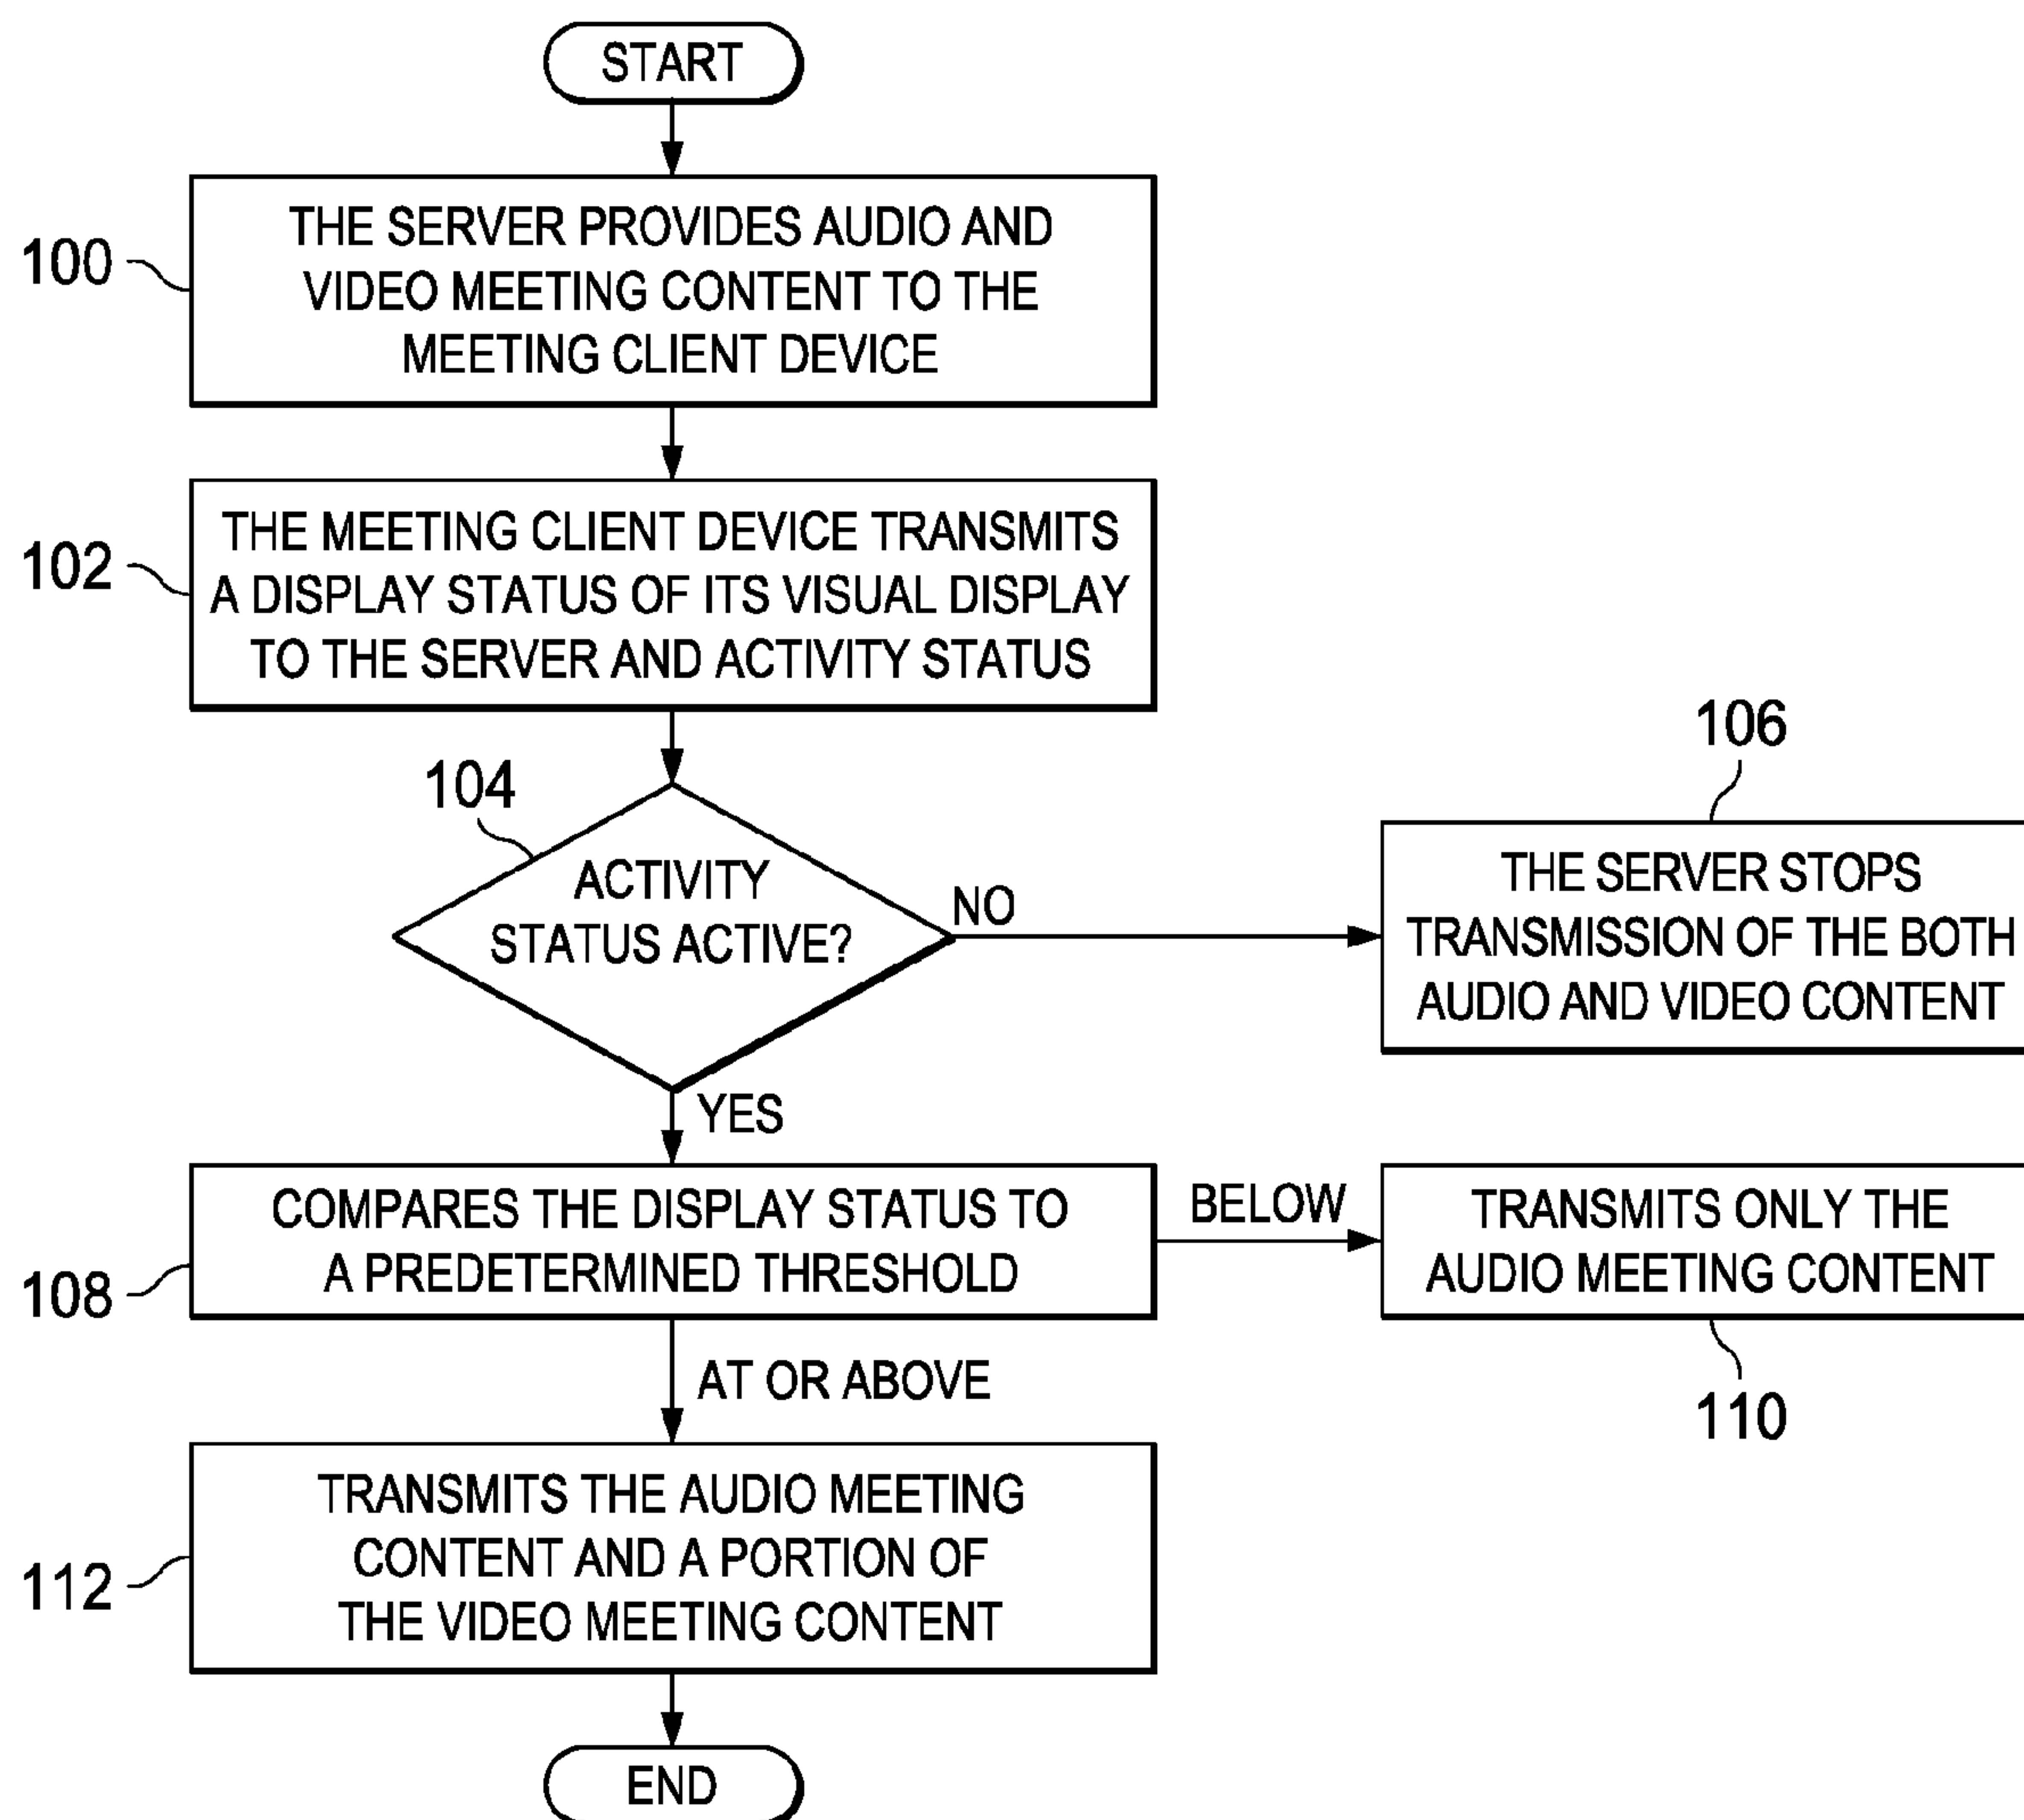 START
100
THE SERVER PROVIDES AUDIO AND
VIDEO MEETING CONTENT TO THE
MEETING CLIENT DEVICE
102
THE MEETING CLIENT DEVICE TRANSMITS
A DISPLAY STATUS OF ITS VISUAL DISPLAY
TO THE SERVER AND ACTIVITY STATUS
104
ACTIVITY
STATUS ACTIVE?
NO
106
THE SERVER STOPS
TRANSMISSION OF THE BOTH
AUDIO AND VIDEO CONTENT
YES
108
COMPARES THE DISPLAY STATUS TO
A PREDETERMINED THRESHOLD
BELOW
TRANSMITS ONLY THE
AUDIO MEETING CONTENT
110
AT OR ABOVE
112
TRANSMITS THE AUDIO MEETING
CONTENT AND A PORTION OF
THE VIDEO MEETING CONTENT
END